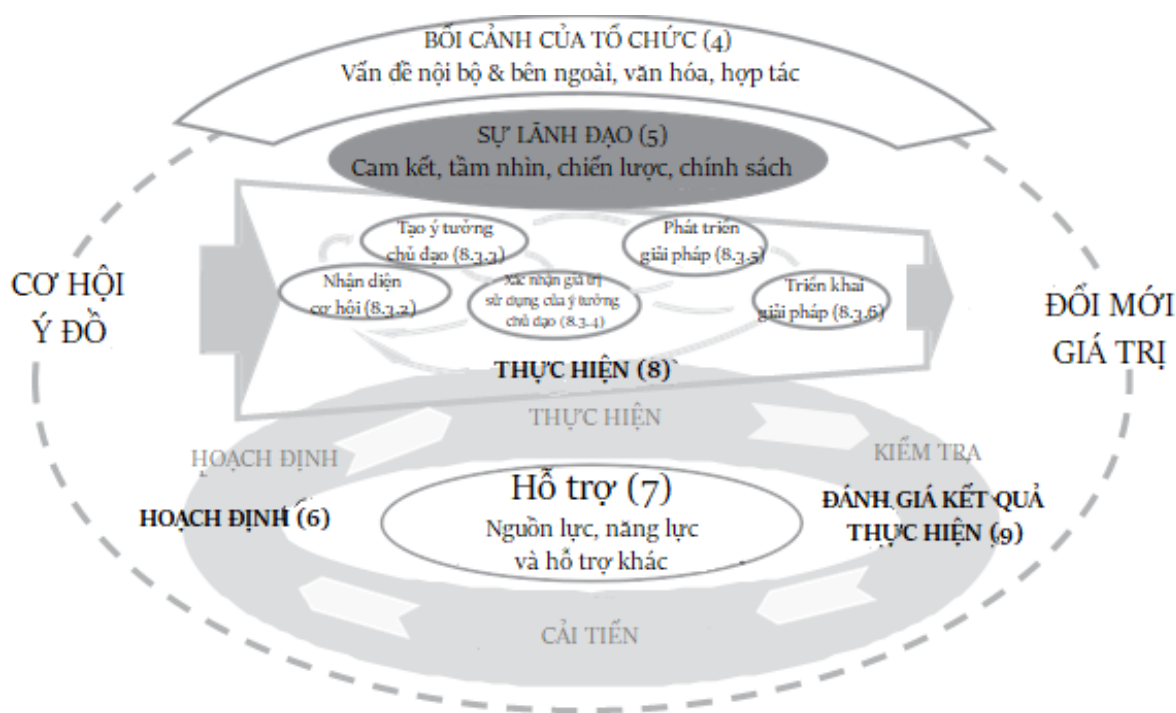 BỐI CẢNH CỦA TỔ CHỨC (4)
Vấn đề nội bộ & bên ngoài, văn hóa, hợp tác
SỰ LÃNH ĐẠO (5)
Cam kết, tầm nhìn, chiến lược, chính sách
CƠ HỘI
Ý ĐỒ
Tạo ý tưởng
chủ đạo (8.3.3)
Phát triển
giải pháp (8.3.5)
Nhận diện
cơ hội (8.3.2)
Xác nhận giá trị
sử dụng của ý tưởng
chủ đạo (8.3.4)
Triển khai
giải pháp (8.3.6)
ĐỔI MỚI
GIÁ TRỊ
THỰC HIỆN (8)
THỰC HIỆN
HOẠCH ĐỊNH
KIỂM TRA
HOẠCH ĐỊNH (6)
Hỗ trợ (7)
Nguồn lực, năng lực
và hỗ trợ khác
ĐÁNH GIÁ KẾT QUẢ
THỰC HIỆN (9)
CẢI TIẾN